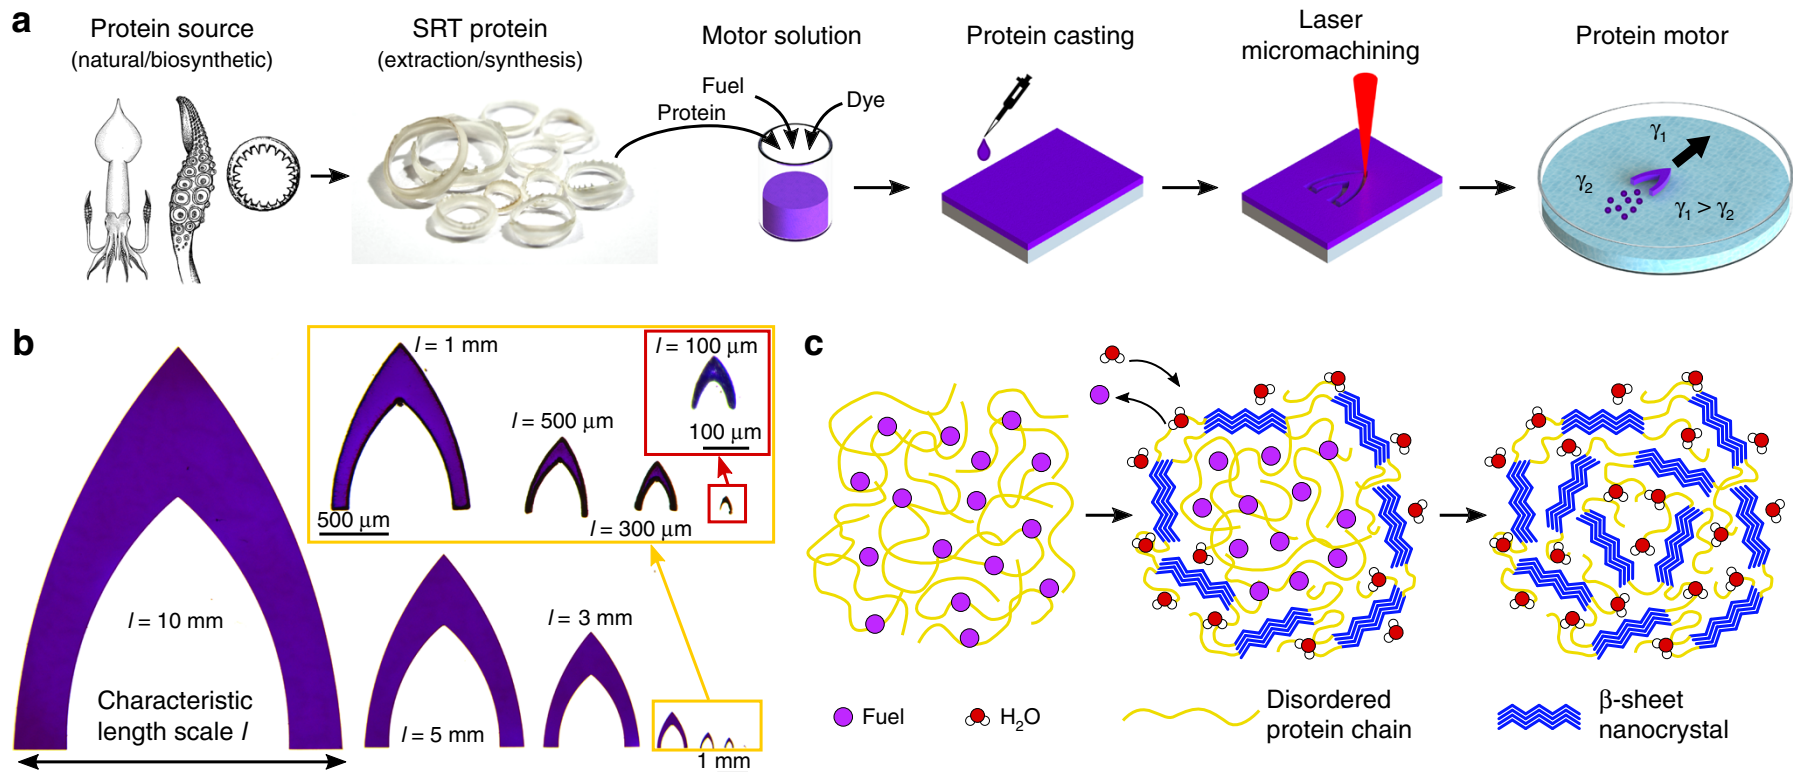 a
Protein source
(natural/biosynthetic)
SRT protein
(extraction/synthesis)
Motor solution
Fuel
Dye
Protein
Protein casting
Laser
micromachining
Protein motor
γ1
γ2
γ1 > γ2
b
l = 10 mm
Characteristic
length scale l
l = 1 mm
500 μm
l = 500 μm
l = 300 μm
l = 100 μm
100 μm
l = 5 mm
l = 3 mm
1 mm
c
Fuel
H2O
Disordered
protein chain
β-sheet
nanocrystal